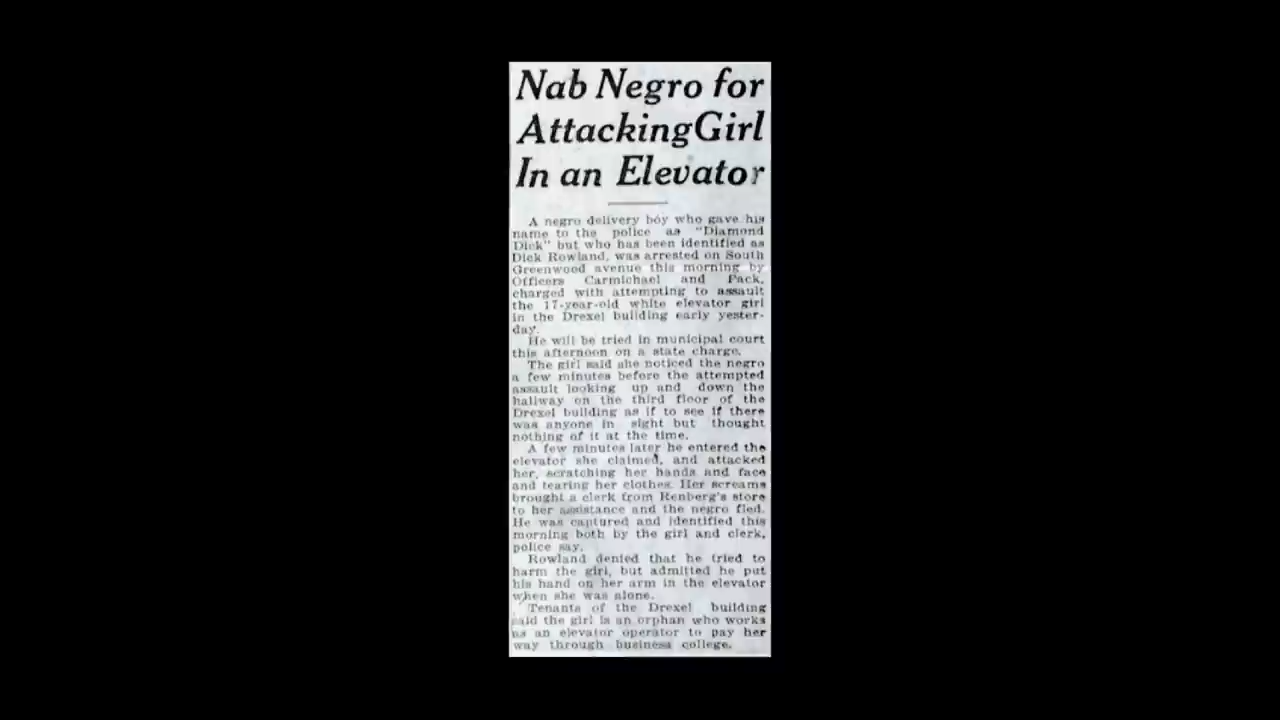 Nab Negro for
Attacking Girl
In an Elevator
A negro delivery boy who gave his
name to the police as "Diamond
Dick" but who has been identified as
Dick Rowland, was arrested on South
Greenwood avenue this morning by
Officers Carmichael and Pack,
charged with attempting to assault
the 17-year-old white elevator girl
in the Drexel building early yester-
day.
He will be tried in municipal court
this afternoon on a state charge.
The girl said she noticed the negro
a few minutes before the attempted
assault looking up and down the
hallway on the third floor of the
Drexel building as if to see if there
was anyone in sight but thought
nothing of it at the time.
A few minutes later he entered the
elevator she claimed, and attacked
her, scratching her hands and face
and tearing her clothes. Her screams
brought a clerk from Renberg's store
to her assistance and the negro fled.
He was captured and identified this
morning both by the girl and clerk,
police say.
Rowland denied that he tried to
harm the girl, but admitted he put
his hand on her arm in the elevator
when she was alone.
Tenants of the Drexel building
said the girl is an orphan who works
as an elevator operator to pay her
way through business college.